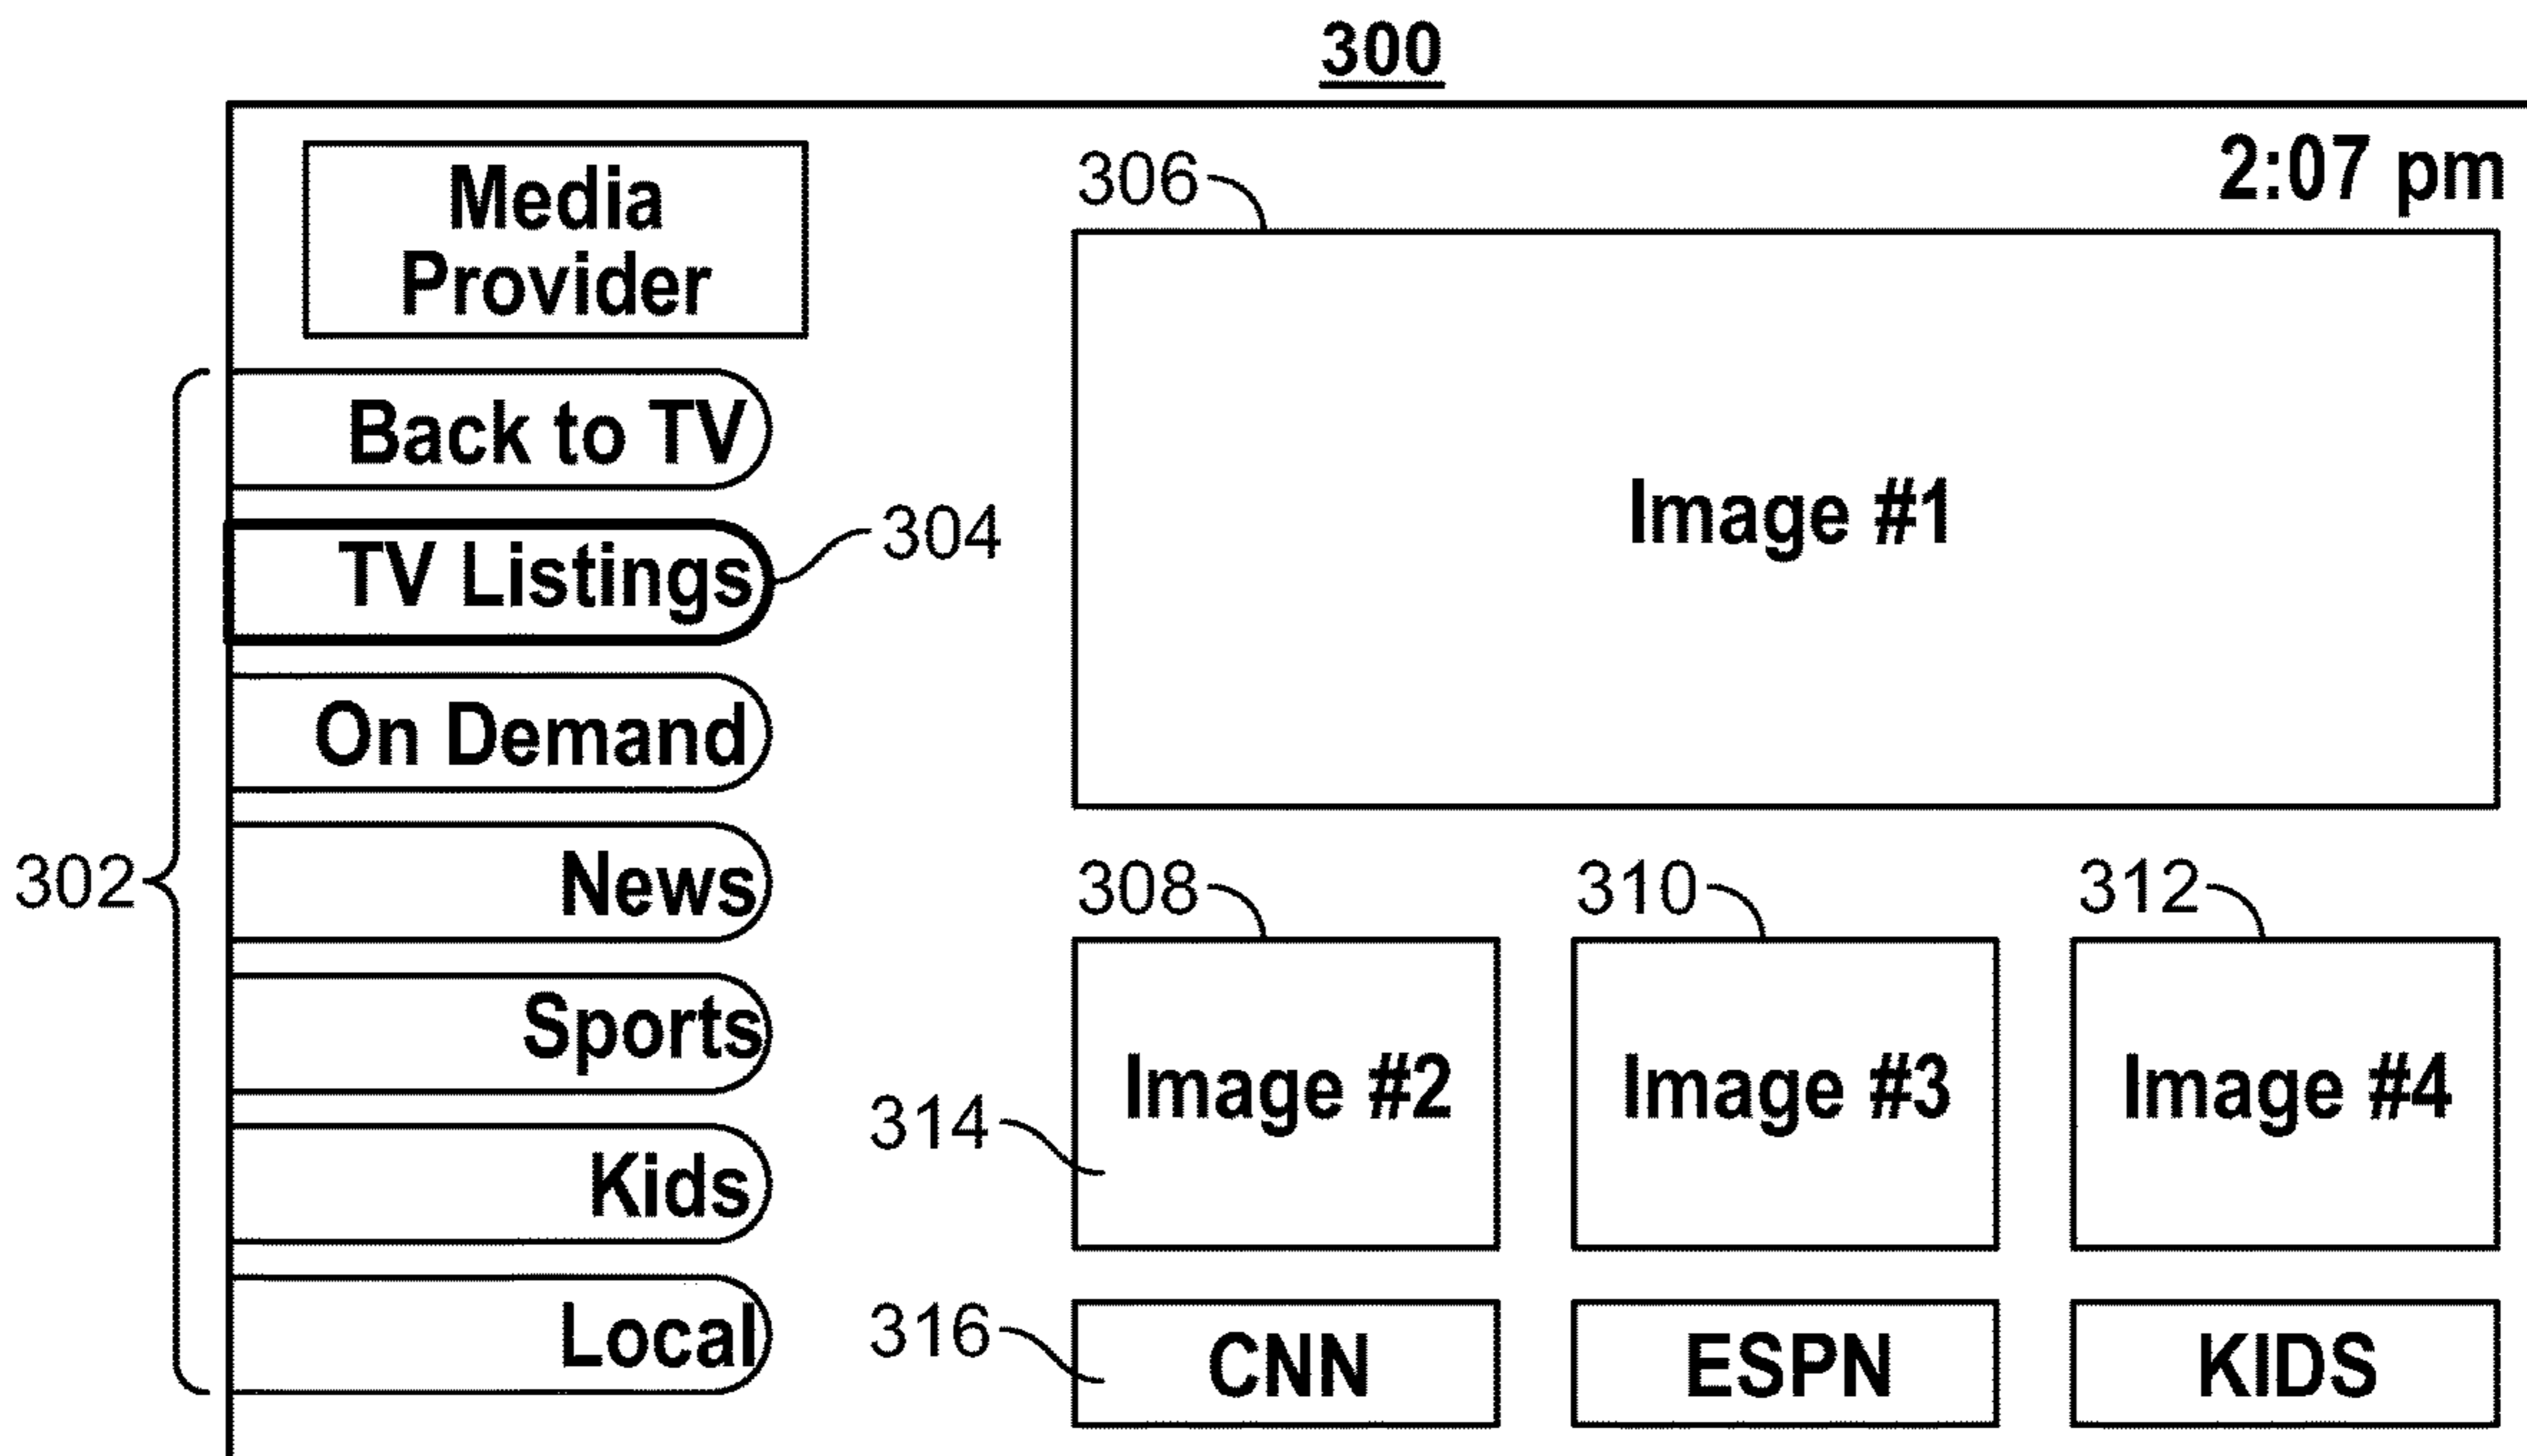 300
2:07 pm
Media
Provider
306
Back to TV
Image #1
TV Listings
304
On Demand
302
News
308
310
312
Sports
Image #2
Image #3
Image #4
314
Kids
316
Local
CNN
ESPN
KIDS